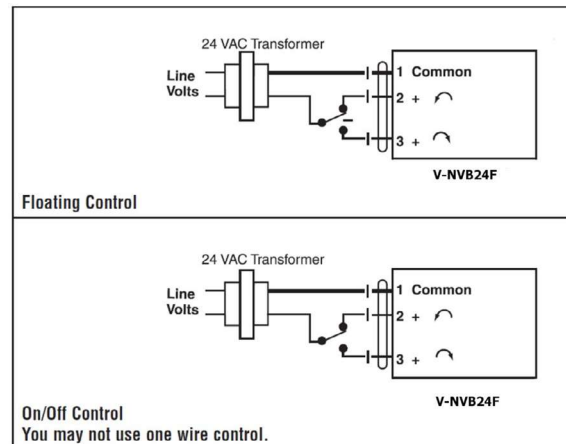 24 VAC Transformer
Line
Volts
1 Common
2 +
3 +
V-NVB24F
Floating Control
24 VAC Transformer
Line
Volts
1 Common
2 +
3 +
V-NVB24F
On/Off Control
You may not use one wire control.